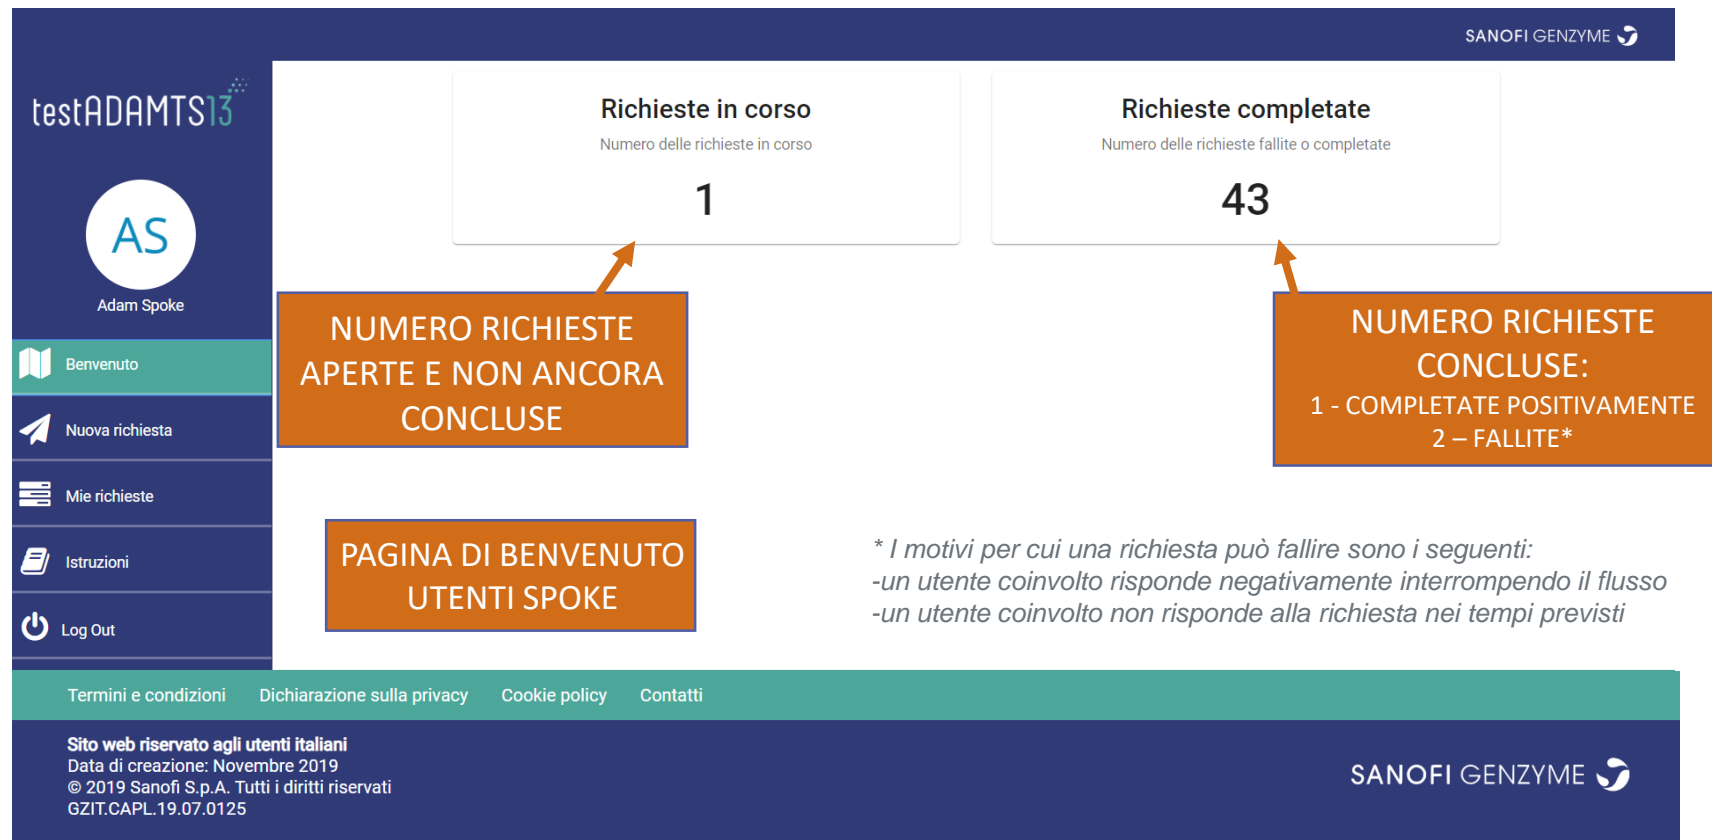 SANOFI GENZYME
testADAMTS13
AS
Adam Spoke
Benvenuto
Nuova richiesta
Mie richieste
Istruzioni
Log Out
Richieste in corso
Numero delle richieste in corso
1
Richieste completate
Numero delle richieste fallite o completate
43
NUMERO RICHIESTE
APERTE E NON ANCORA
CONCLUSE
NUMERO RICHIESTE
CONCLUSE:
1 - COMPLETATE POSITIVAMENTE
2 – FALLITE*
PAGINA DI BENVENUTO
UTENTI SPOKE
* I motivi per cui una richiesta può fallire sono i seguenti:
-un utente coinvolto risponde negativamente interrompendo il flusso
-un utente coinvolto non risponde alla richiesta nei tempi previsti
Termini e condizioni Dichiarazione sulla privacy Cookie policy Contatti
Sito web riservato agli utenti italiani
Data di creazione: Novembre 2019
© 2019 Sanofi S.p.A. Tutti i diritti riservati
GZIT.CAPL.19.07.0125
SANOFI GENZYME